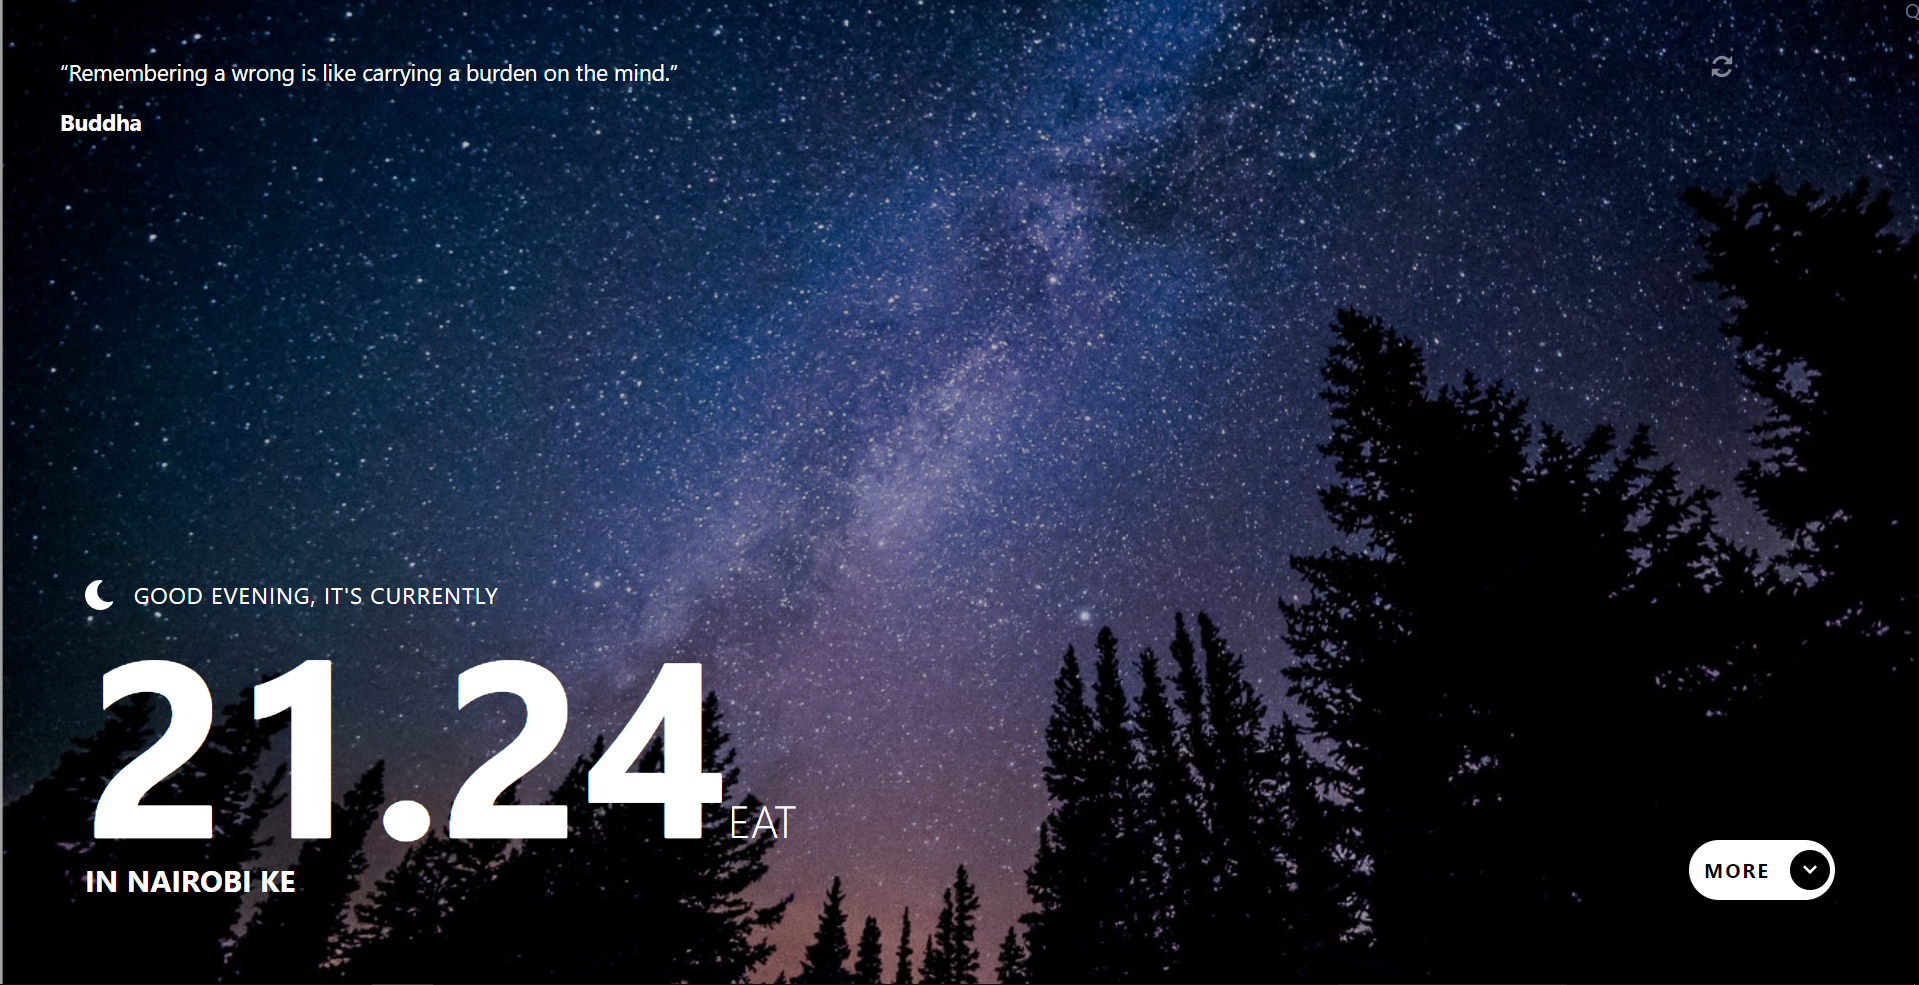 “Remembering a wrong is like carrying a burden on the mind.”
Buddha
GOOD EVENING, IT'S CURRENTLY
21.24 EAT
IN NAIROBI KE
MORE